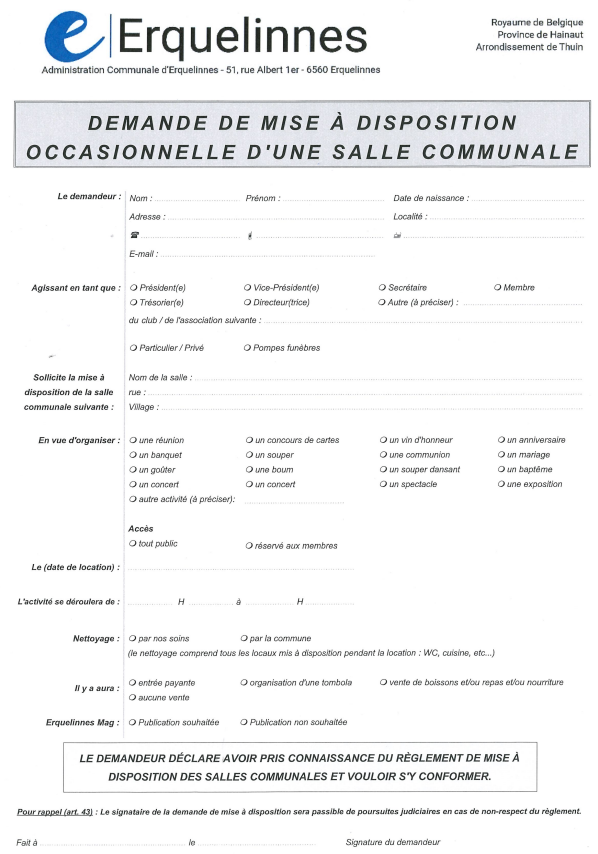 e Erquelinnes
Royaume de Belgique
Province de Hainaut
Arrondissement de Thuin
Administration Communale d'Erquelinnes - 51, rue Albert 1er - 6560 Erquelinnes
DEMANDE DE MISE À DISPOSITION
OCCASIONNELLE D'UNE SALLE COMMUNALE
Le demandeur : Nom : Prénom : Date de naissance :
Adresse : Localité :
E-mail :
Agissant en tant que : Président(e) Vice-Président(e) Secrétaire Membre
Trésorier(e) Directeur(trice) Autre (à préciser) :
du club / de l'association suivante :
Particulier / Privé Pompes funèbres
Sollicite la mise à Nom de la salle :
disposition de la salle rue :
communale suivante : Village :
En vue d'organiser : une réunion un concours de cartes un vin d'honneur un anniversaire
un banquet un souper une communion un mariage
un goûter une boum un souper dansant un baptême
un concert un concert un spectacle une exposition
autre activité (à préciser):
Accès
tout public réservé aux membres
Le (date de location) :
L'activité se déroulera de : H à H
Nettoyage : par nos soins par la commune
(le nettoyage comprend tous les locaux mis à disposition pendant la location : WC, cuisine, etc...)
Il y a aura : entrée payante organisation d'une tombola vente de boissons et/ou repas et/ou nourriture
aucune vente
Erquelinnes Mag : Publication souhaitée Publication non souhaitée
LE DEMANDEUR DÉCLARE AVOIR PRIS CONNAISSANCE DU RÈGLEMENT DE MISE À
DISPOSITION DES SALLES COMMUNALES ET VOULOIR S'Y CONFORMER.
Pour rappel (art. 43) : Le signataire de la demande de mise à disposition sera passible de poursuites judiciaires en cas de non-respect du règlement.
Fait à le Signature du demandeur